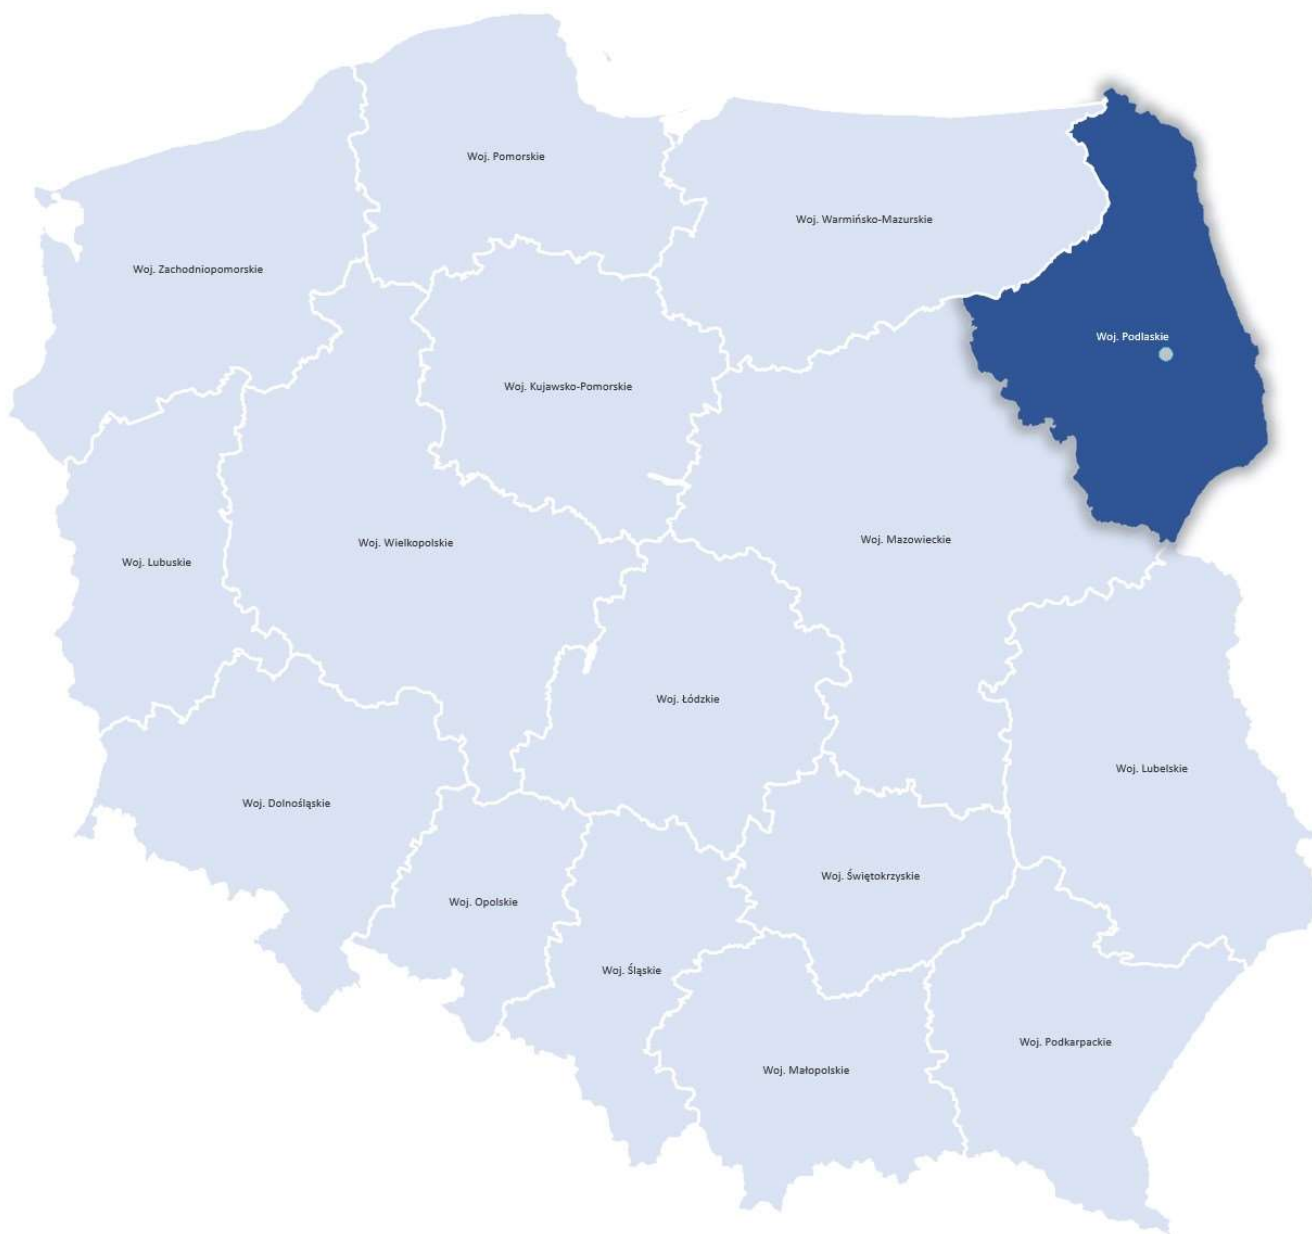 Woj. Pomorskie
Woj. Warmińsko-Mazurskie
Woj. Zachodniopomorskie
Woj. Podlaskie
Woj. Kujawsko-Pomorskie
Woj. Mazowieckie
Woj. Wielkopolskie
Woj. Lubuskie
Woj. Łódzkie
Woj. Lubelskie
Woj. Dolnośląskie
Woj. Świętokrzyskie
Woj. Opolskie
Woj. Śląskie
Woj. Podkarpackie
Woj. Małopolskie